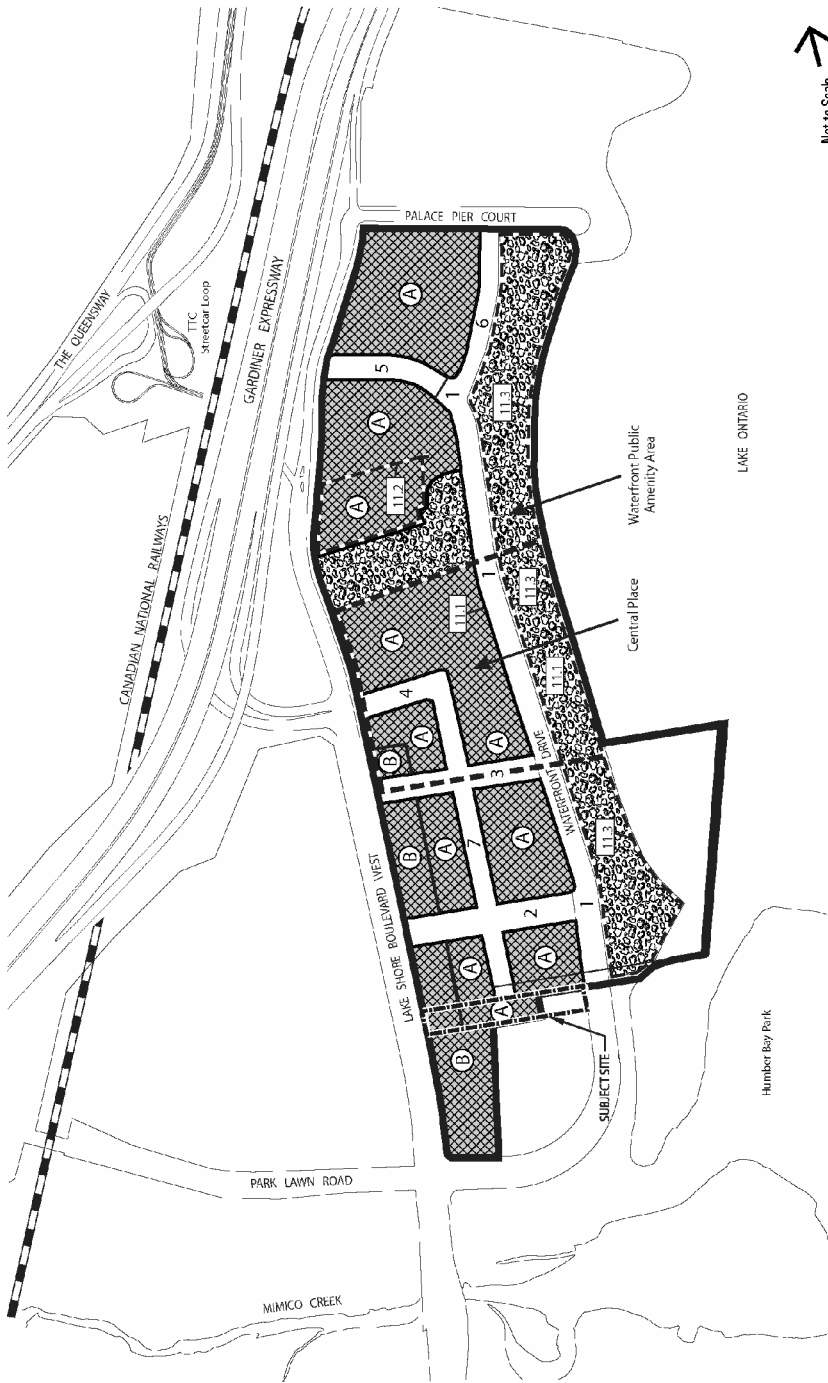 Not to Scale
THE QUEENSWAY
TTC
Streetcar Loop
GARDINER EXPRESSWAY
CANADIAN NATIONAL RAILWAYS
PALACE PIER COURT
A
6
5
1
11.3
A
A
11.2
Waterfront Public
Amenity Area
LAKE ONTARIO
1
11.3
11.1
A
Central Place
11.1
4
A
B
A
3
WATERFRONT DRIVE
LAKE SHORE BOULEVARD WEST
B
A
7
A
11.3
2
1
A
A
A
B
SUBJECT SITE
Humber Bay Park
PARK LAWN ROAD
MIMICO CREEK